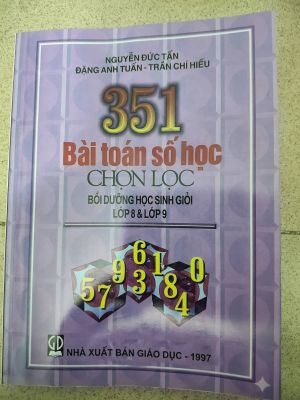 NGUYỄN ĐỨC TẤN
ĐẶNG ANH TUẤN - TRẦN CHÍ HIẾU
351
Bài toán số học
CHỌN LỌC
BỒI DƯỠNG HỌC SINH GIỎI
LỚP 8 & LỚP 9
5 7 9 6 3 1 8 4 0
GD
NHÀ XUẤT BẢN GIÁO DỤC - 1997